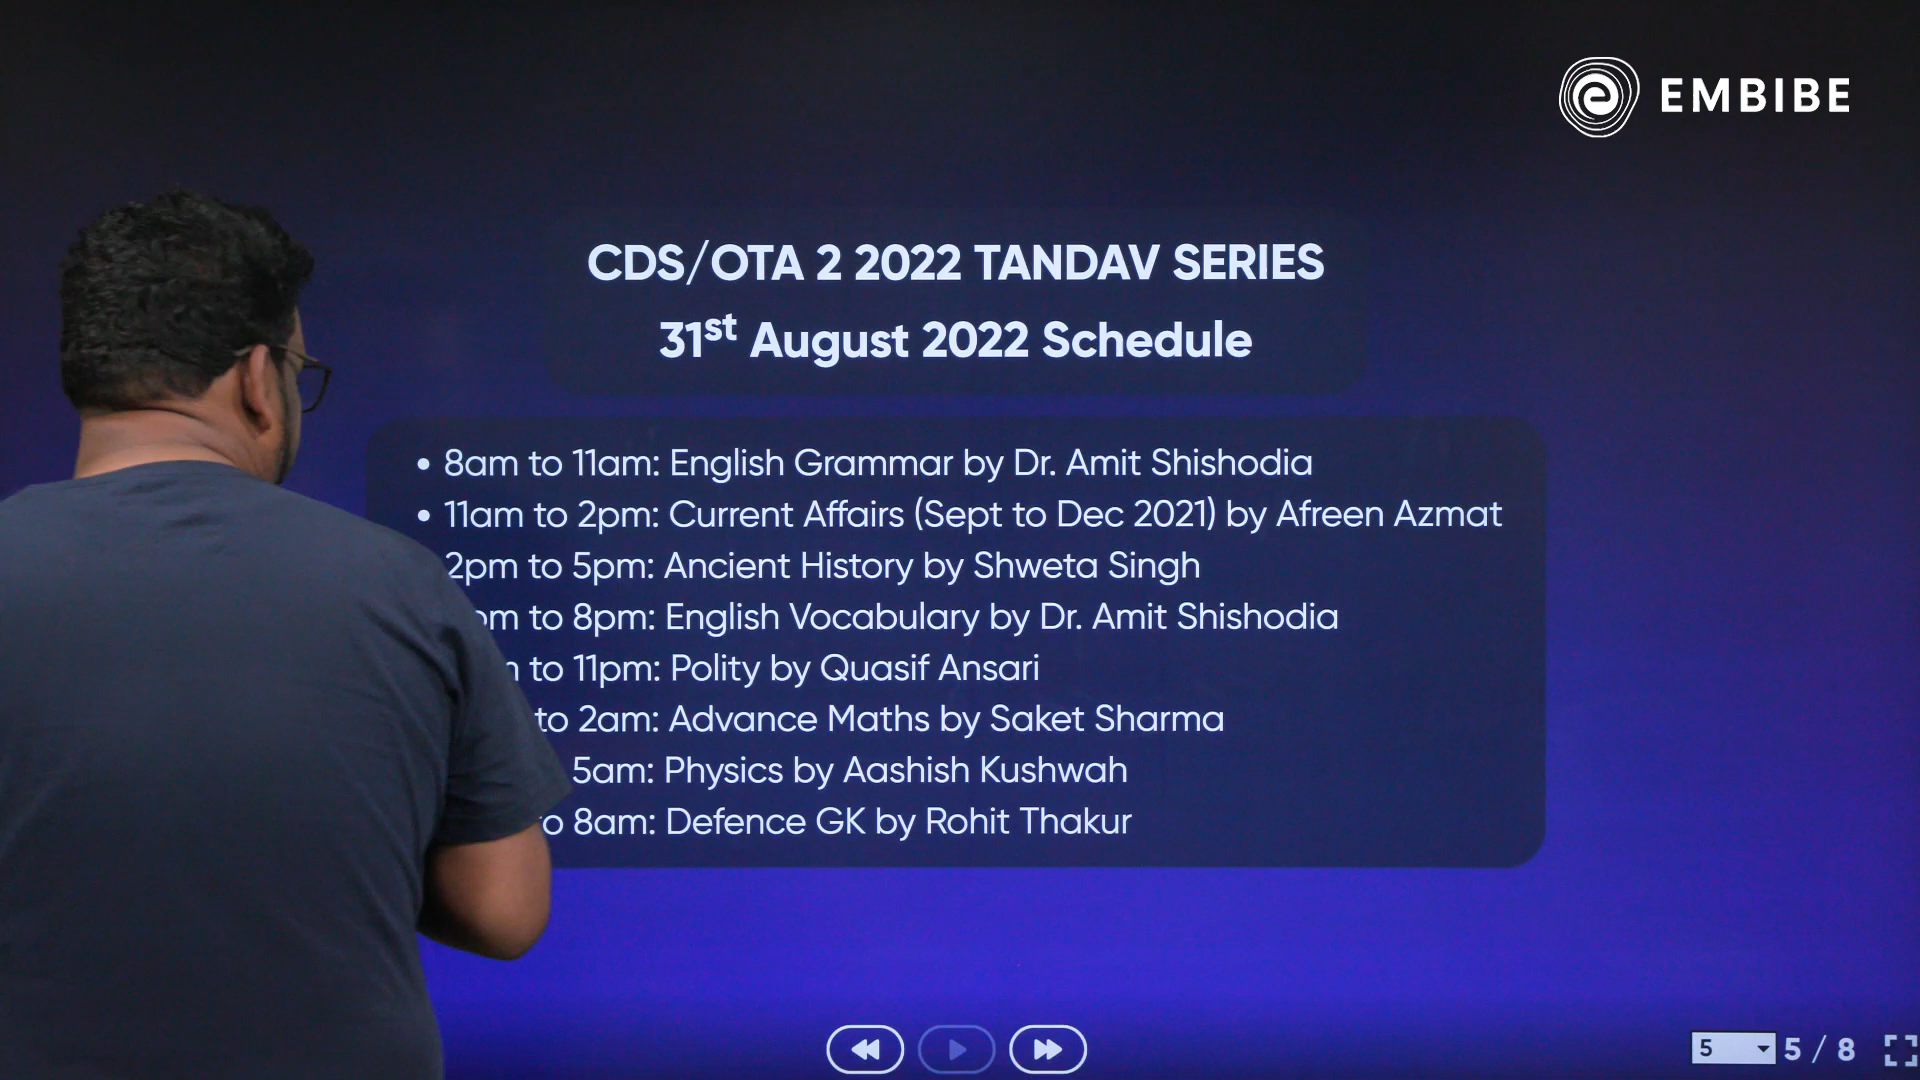 EMBIBE
CDS/OTA 2 2022 TANDAV SERIES
31st August 2022 Schedule
• 8am to 11am: English Grammar by Dr. Amit Shishodia
• 11am to 2pm: Current Affairs (Sept to Dec 2021) by Afreen Azmat
2pm to 5pm: Ancient History by Shweta Singh
to 8pm: English Vocabulary by Dr. Amit Shishodia
to 11pm: Polity by Quasif Ansari
to 2am: Advance Maths by Saket Sharma
5am: Physics by Aashish Kushwah
8am: Defence GK by Rohit Thakur
5 5 / 8